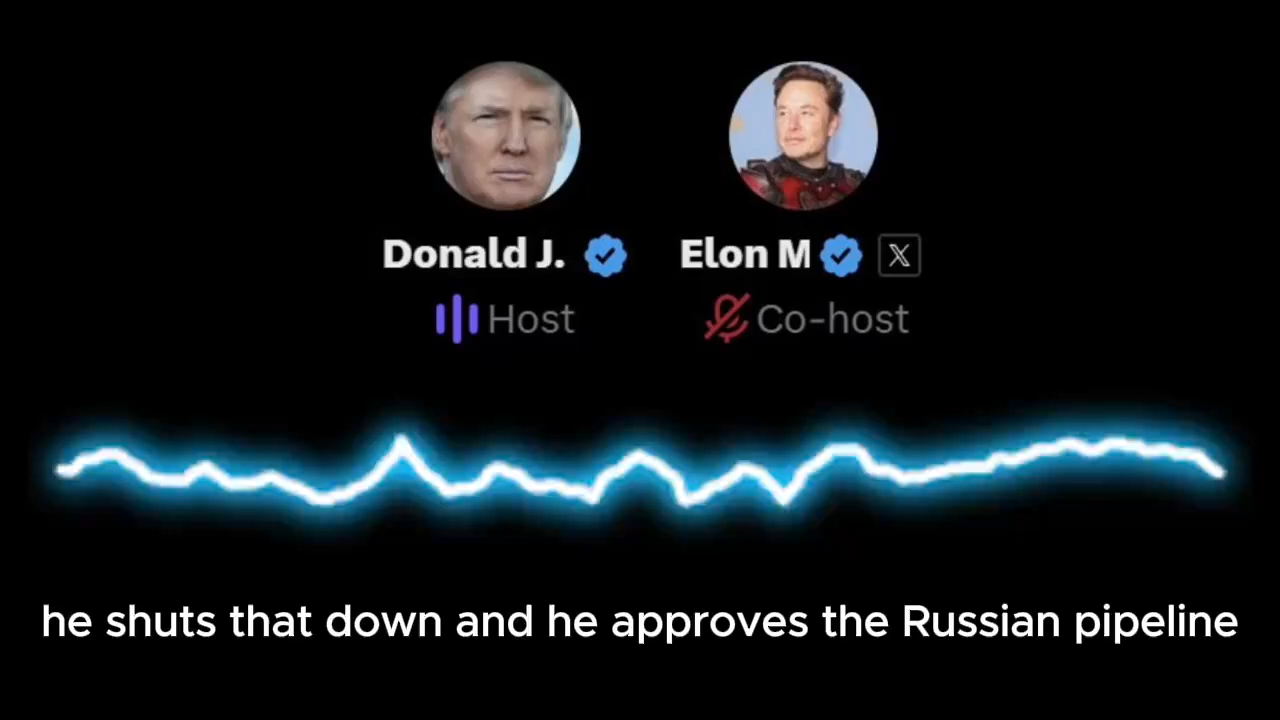 Donald J.
Elon M
X
Host
Co-host
he shuts that down and he approves the Russian pipeline